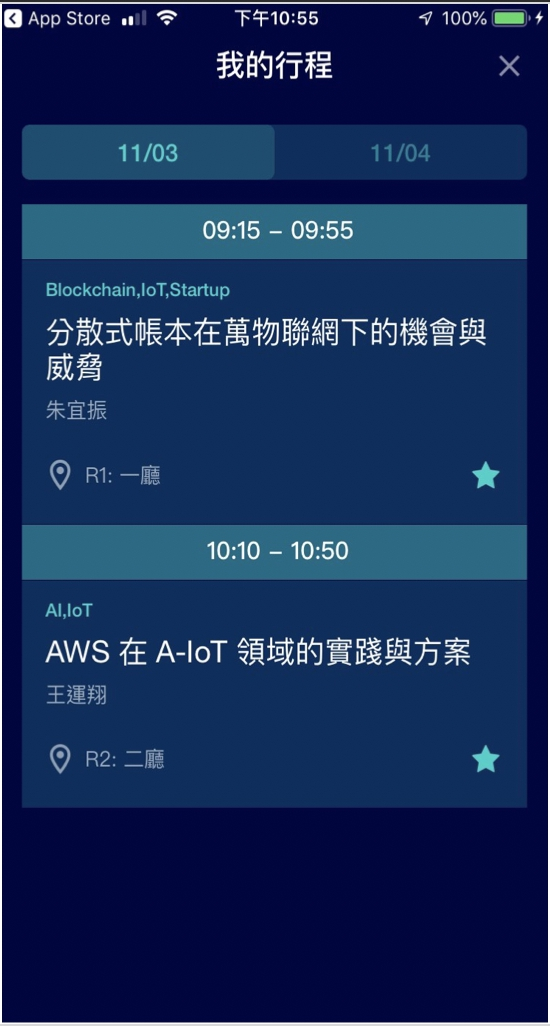 App Store 下午10:55 100%
我的行程
11/03 11/04
09:15 – 09:55
Blockchain,IoT,Startup
分散式帳本在萬物聯網下的機會與
威脅
朱宜振
R1: 一廳
10:10 – 10:50
AI,IoT
AWS 在 A-IoT 領域的實踐與方案
王運翔
R2: 二廳